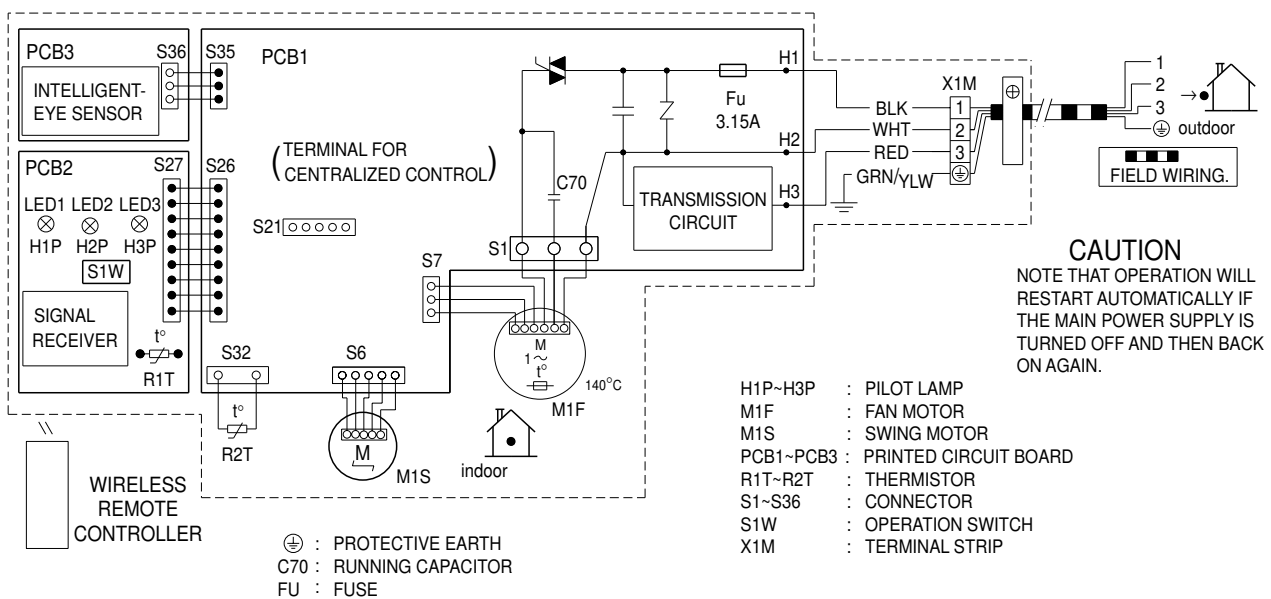 PCB3
S36
S35
PCB1
INTELLIGENT-
EYE SENSOR
H1
Fu
3.15A
H2
H3
X1M
BLK
WHT
RED
GRN/YLW
1
2
3
1
2
3
outdoor
FIELD WIRING.
PCB2
S27
S26
LED1 LED2 LED3
H1P H2P H3P
S1W
SIGNAL
RECEIVER
t°
R1T
(TERMINAL FOR
CENTRALIZED CONTROL)
S21
C70
S1
TRANSMISSION
CIRCUIT
S7
M
1~
t°
140°C
M1F
S32
t°
R2T
S6
M
M1S
indoor
WIRELESS
REMOTE
CONTROLLER
CAUTION
NOTE THAT OPERATION WILL
RESTART AUTOMATICALLY IF
THE MAIN POWER SUPPLY IS
TURNED OFF AND THEN BACK
ON AGAIN.
H1P~H3P : PILOT LAMP
M1F : FAN MOTOR
M1S : SWING MOTOR
PCB1~PCB3 : PRINTED CIRCUIT BOARD
R1T~R2T : THERMISTOR
S1~S36 : CONNECTOR
S1W : OPERATION SWITCH
X1M : TERMINAL STRIP
: PROTECTIVE EARTH
C70 : RUNNING CAPACITOR
FU : FUSE